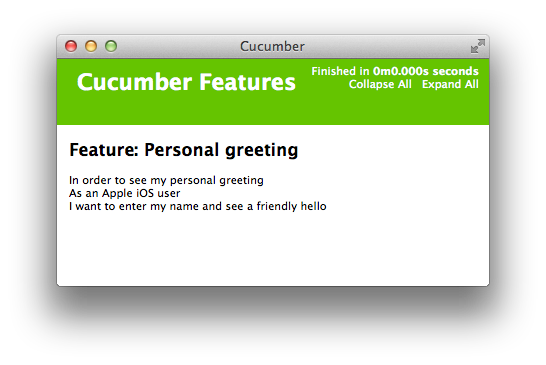 Cucumber
Cucumber Features
Finished in 0m0.000s seconds
Collapse All Expand All
Feature: Personal greeting
In order to see my personal greeting
As an Apple iOS user
I want to enter my name and see a friendly hello